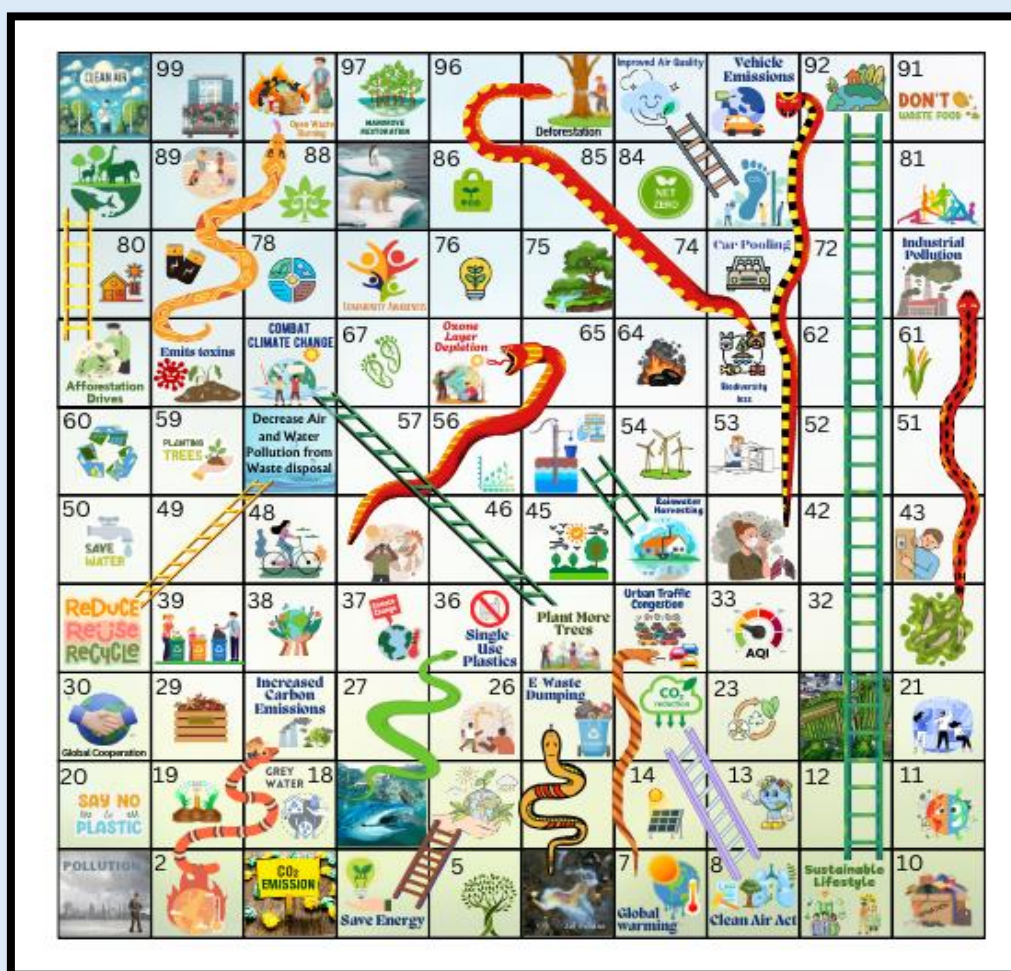 CLEAN AIR
99
Open Waste
Burning
97
MANGROVE
RESTORATION
96
Deforestation
Improved Air Quality
Vehicle
Emissions
92
91
DON'T
WASTE FOOD
89
88
86
ECO
85
84
NET
ZERO
81
80
78
COMMUNITY AWARENESS
76
75
74
Car Pooling
72
Industrial
Pollution
Afforestation
Drives
Emits toxins
COMBAT
CLIMATE CHANGE
67
Ozone
Layer
Depletion
65
64
Biodiversity
loss
62
61
60
59
PLANTING
TREES
Decrease Air
and Water
Pollution from
Waste disposal
57
56
54
53
52
51
50
SAVE
WATER
49
48
46
45
Rainwater
Harvesting
42
43
REDUCE
REUSE
RECYCLE
39
38
37
36
Single
Use
Plastics
Plant More
Trees
Urban Traffic
Congestion
33
AQI
32
30
Global Cooperation
29
Increased
Carbon
Emissions
27
26
E Waste
Dumping
CO₂
reduction
23
21
20
SAY NO
to
PLASTIC
19
GREY
WATER
18
14
13
12
11
POLLUTION
2
CO₂
EMISSION
Save Energy
5
7
Global
warming
8
Clean Air Act
Sustainable
Lifestyle
10